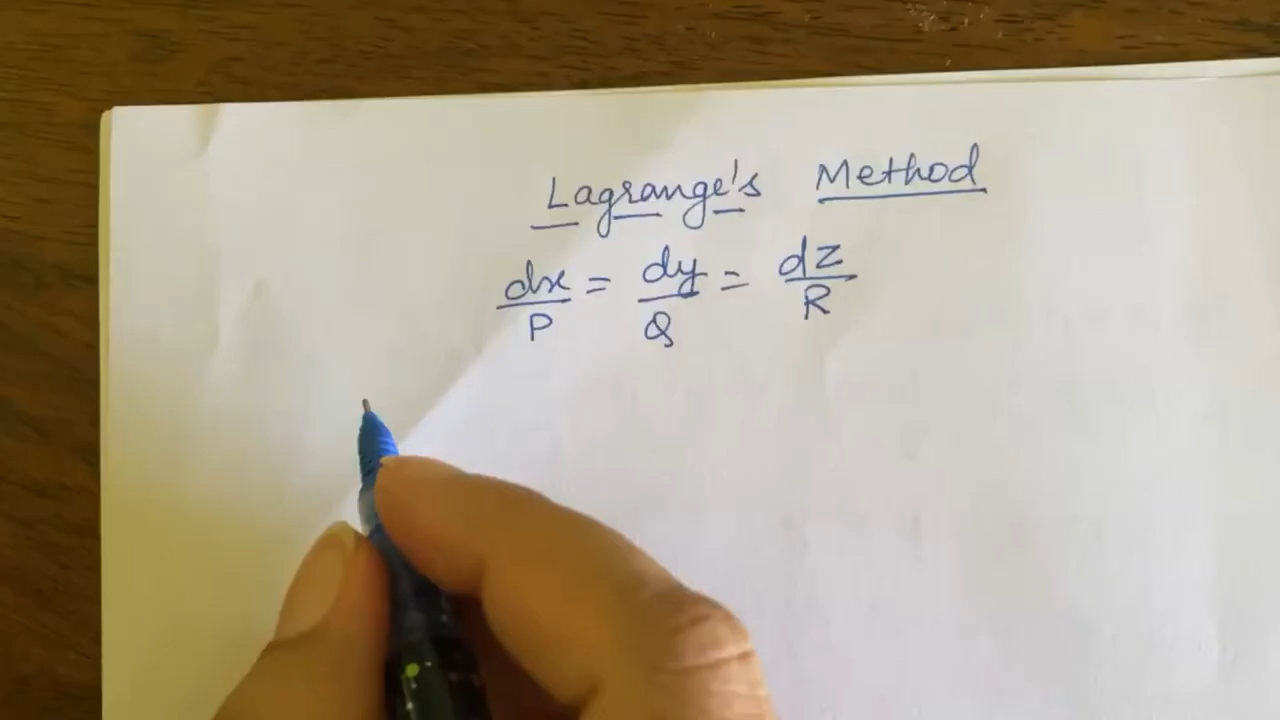 Lagrange's Method
dx/P = dy/Q = dz/R